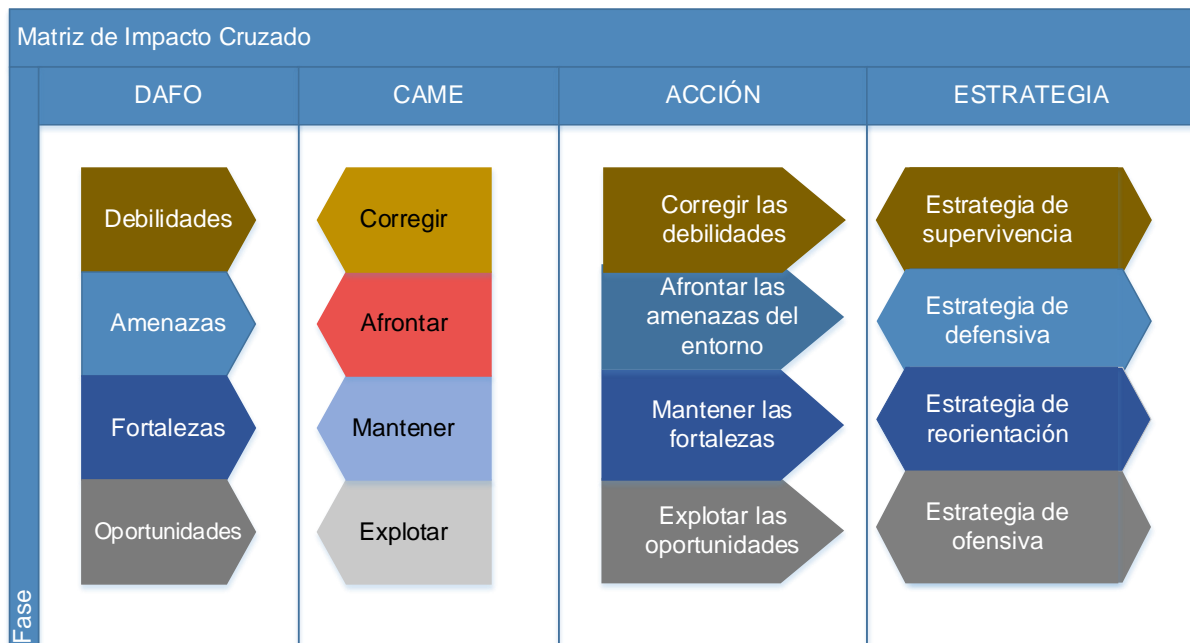 Matriz de Impacto Cruzado
DAFO
CAME
ACCIÓN
ESTRATEGIA
Debilidades
Corregir
Corregir las
debilidades
Estrategia de
supervivencia
Amenazas
Afrontar
Afrontar las
amenazas del
entorno
Estrategia de
defensiva
Fortalezas
Mantener
Mantener las
fortalezas
Estrategia de
reorientación
Oportunidades
Explotar
Explotar las
oportunidades
Estrategia de
ofensiva
Fase